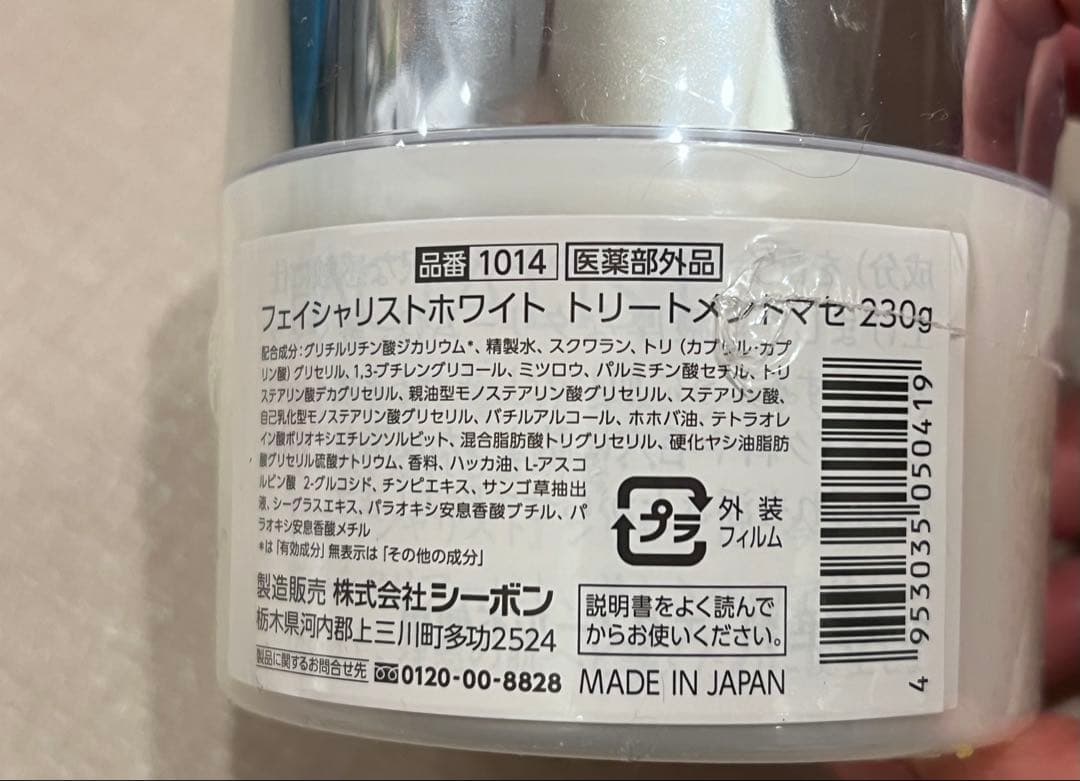 品番 1014 医薬部外品
フェイシャリストホワイト トリートメントマセ 230g
配合成分:グリチルリチン酸ジカリウム*、精製水、スクワラン、トリ(カプリル・カプ
リン酸)グリセリル、1,3-ブチレングリコール、ミツロウ、パルミチン酸セチル、トリ
ステアリン酸デカグリセリル、親油型モノステアリン酸グリセリル、ステアリン酸、
自己乳化型モノステアリン酸グリセリル、バチルアルコール、ホホバ油、テトラオレ
イン酸ポリオキシエチレンソルビット、混合脂肪酸トリグリセリル、硬化ヤシ油脂肪
酸グリセリル硫酸ナトリウム、香料、ハッカ油、L-アスコ
ルビン酸 2-グルコシド、チンピエキス、サンゴ草抽出
液、シーグラスエキス、パラオキシ安息香酸ブチル、パ
ラオキシ安息香酸メチル
*は「有効成分」無表示は「その他の成分」
プラ
外装
フィルム
製造販売 株式会社シーボン
栃木県河内郡上三川町多功2524
製品に関するお問合せ先 0120-00-8828
説明書をよく読んで
からお使いください。
MADE IN JAPAN
4 953035 050419